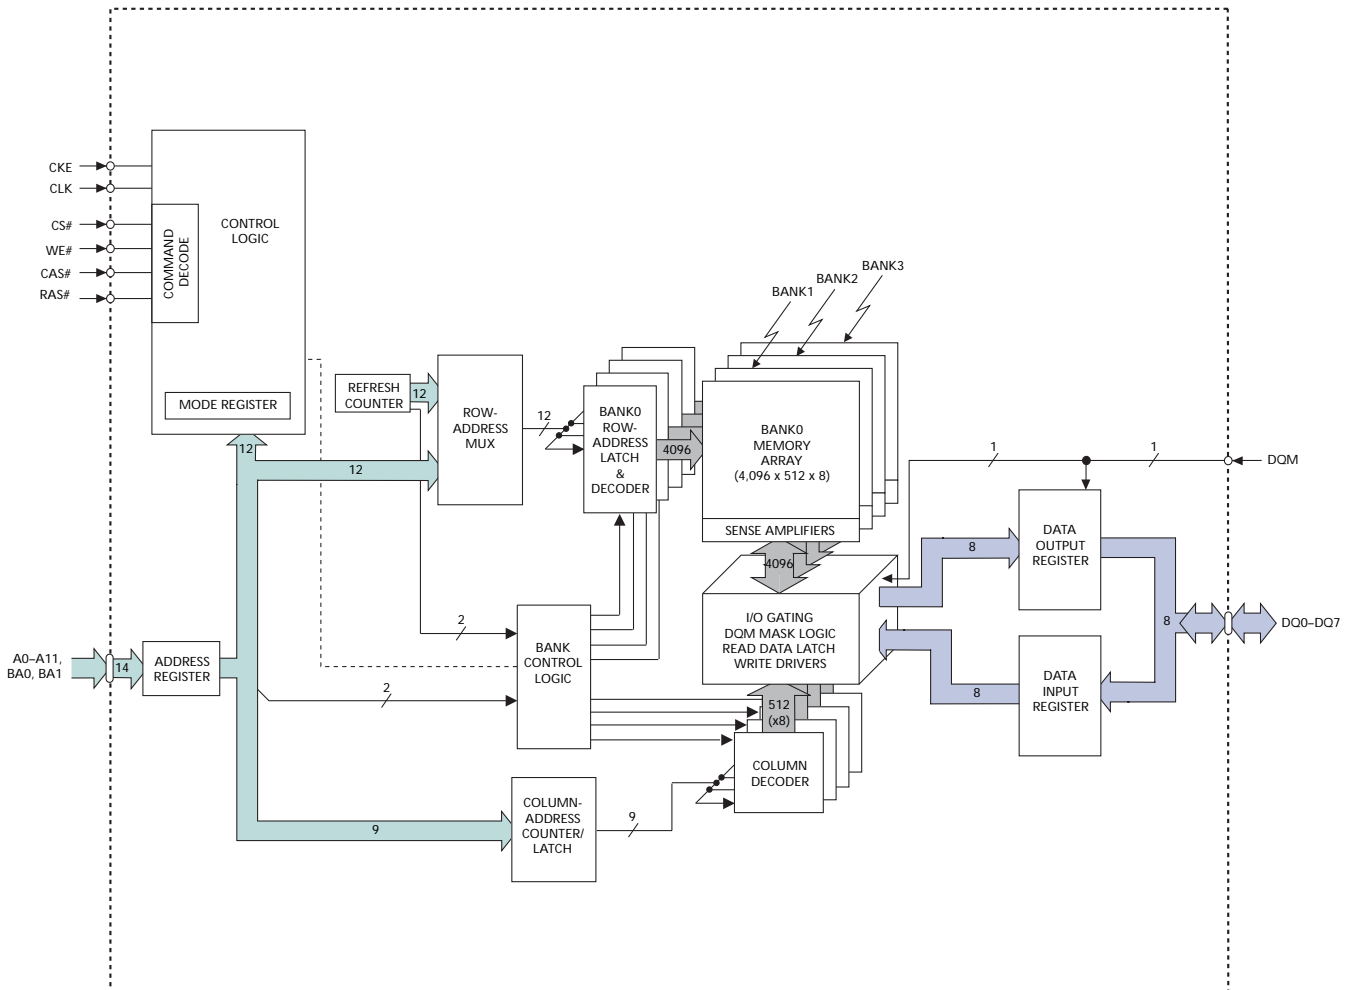 CKE
CLK
CS#
WE#
CAS#
RAS#
COMMAND
DECODE
CONTROL
LOGIC
MODE REGISTER
12
12
REFRESH
COUNTER
12
ROW-
ADDRESS
MUX
12
BANK0
ROW-
ADDRESS
LATCH
&
DECODER
4096
BANK1
BANK2
BANK3
BANK0
MEMORY
ARRAY
(4,096 x 512 x 8)
SENSE AMPLIFIERS
4096
I/O GATING
DQM MASK LOGIC
READ DATA LATCH
WRITE DRIVERS
512
(x8)
COLUMN
DECODER
1
1
DQM
8
DATA
OUTPUT
REGISTER
8
DQ0–DQ7
8
DATA
INPUT
REGISTER
A0–A11,
BA0, BA1
14
ADDRESS
REGISTER
2
2
BANK
CONTROL
LOGIC
9
COLUMN-
ADDRESS
COUNTER/
LATCH
9